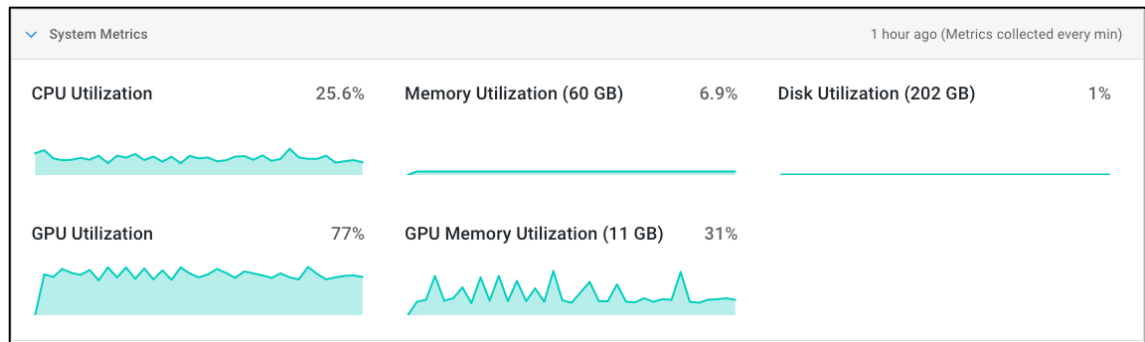 System Metrics
1 hour ago (Metrics collected every min)
CPU Utilization
25.6%
Memory Utilization (60 GB)
6.9%
Disk Utilization (202 GB)
1%
GPU Utilization
77%
GPU Memory Utilization (11 GB)
31%